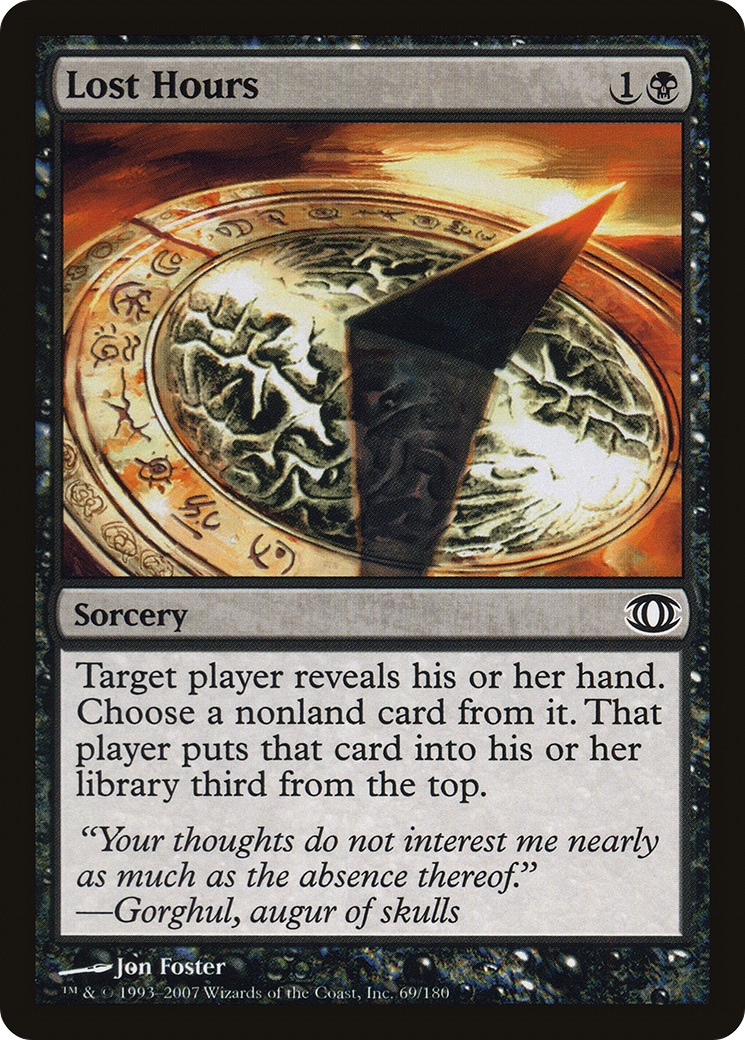 Lost Hours 1
Sorcery
Target player reveals his or her hand.
Choose a nonland card from it. That
player puts that card into his or her
library third from the top.
“Your thoughts do not interest me nearly
as much as the absence thereof.”
—Gorghul, augur of skulls
Jon Foster
™ & © 1993–2007 Wizards of the Coast, Inc. 69/180